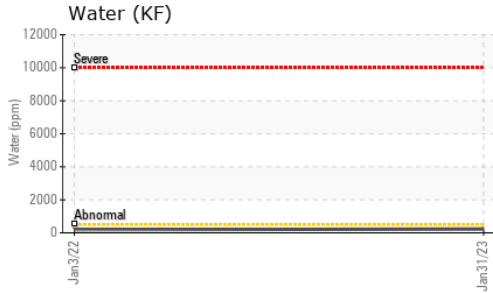 Water (KF)
12000
Severe
10000
8000
6000
4000
2000
Abnormal
0
Water (ppm)
Jan3/22
Jan31/23